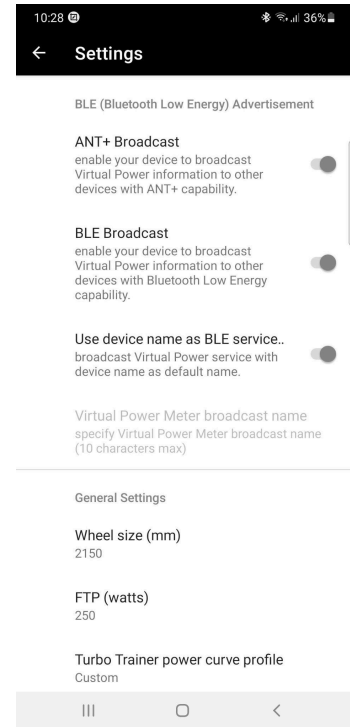 10:28 36%
Settings
BLE (Bluetooth Low Energy) Advertisement
ANT+ Broadcast
enable your device to broadcast
Virtual Power information to other
devices with ANT+ capability.
BLE Broadcast
enable your device to broadcast
Virtual Power information to other
devices with Bluetooth Low Energy
capability.
Use device name as BLE service..
broadcast Virtual Power service with
device name as default name.
Virtual Power Meter broadcast name
specify Virtual Power Meter broadcast name
(10 characters max)
General Settings
Wheel size (mm)
2150
FTP (watts)
250
Turbo Trainer power curve profile
Custom